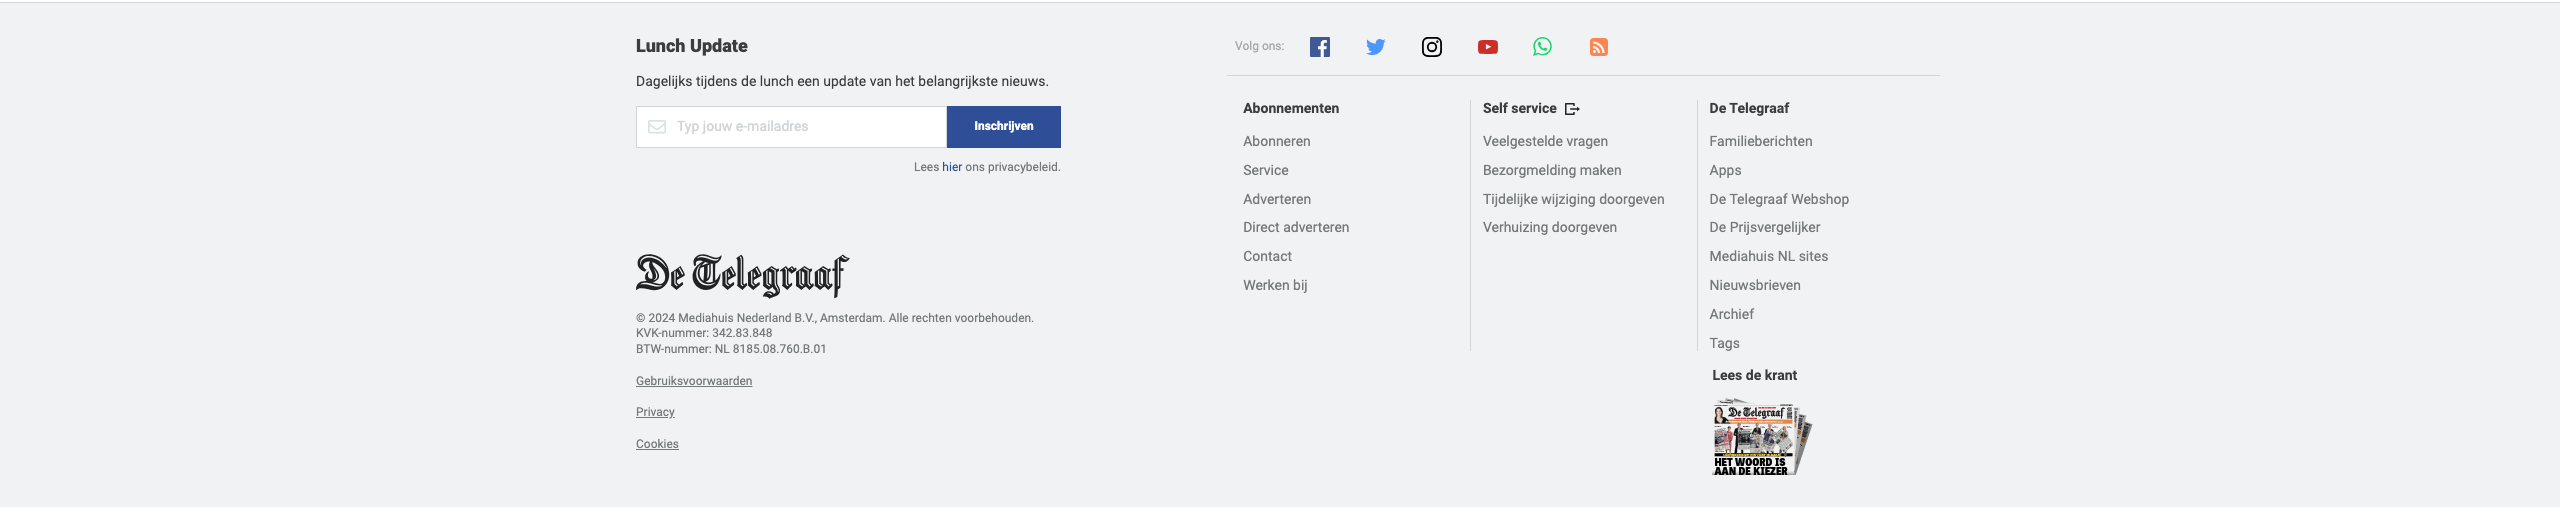 Lunch Update
Dagelijks tijdens de lunch een update van het belangrijkste nieuws.
Typ jouw e-mailadres
Inschrijven
Lees hier ons privacybeleid.
De Telegraaf
© 2024 Mediahuis Nederland B.V., Amsterdam. Alle rechten voorbehouden.
KVK-nummer: 342.83.848
BTW-nummer: NL 8185.08.760.B.01
Gebruiksvoorwaarden
Privacy
Cookies
Volg ons:
Abonnementen
Abonneren
Service
Adverteren
Direct adverteren
Contact
Werken bij
Self service
Veelgestelde vragen
Bezorgmelding maken
Tijdelijke wijziging doorgeven
Verhuizing doorgeven
De Telegraaf
Familieberichten
Apps
De Telegraaf Webshop
De Prijsvergelijker
Mediahuis NL sites
Nieuwsbrieven
Archief
Tags
Lees de krant
De Telegraaf
HET WOORD IS
AAN DE KIEZER